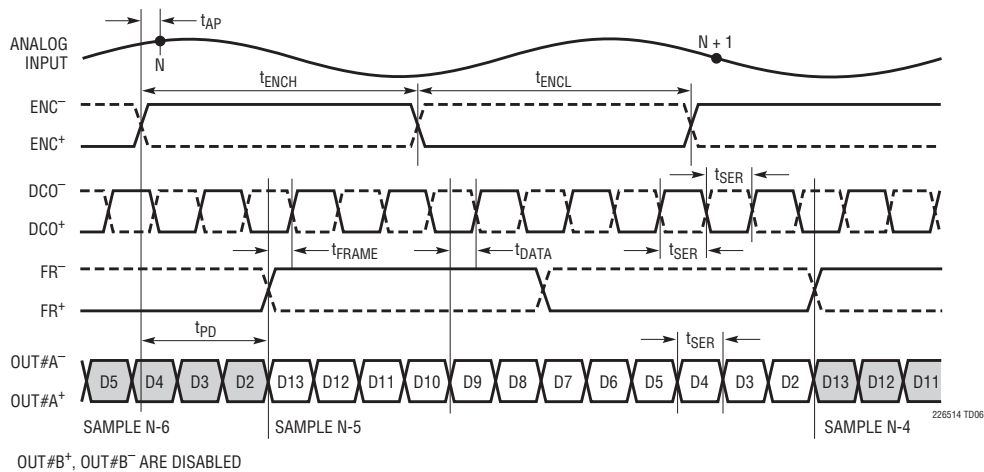 tAP
ANALOG
INPUT
N
N + 1
tENCH
tENCL
ENC–
ENC+
DCO–
DCO+
tSER
tFRAME
tDATA
tSER
FR–
FR+
tPD
tSER
OUT#A–
OUT#A+
D5 D4 D3 D2 D13 D12 D11 D10 D9 D8 D7 D6 D5 D4 D3 D2 D13 D12 D11
SAMPLE N-6
SAMPLE N-5
SAMPLE N-4
226514 TD06
OUT#B+, OUT#B– ARE DISABLED